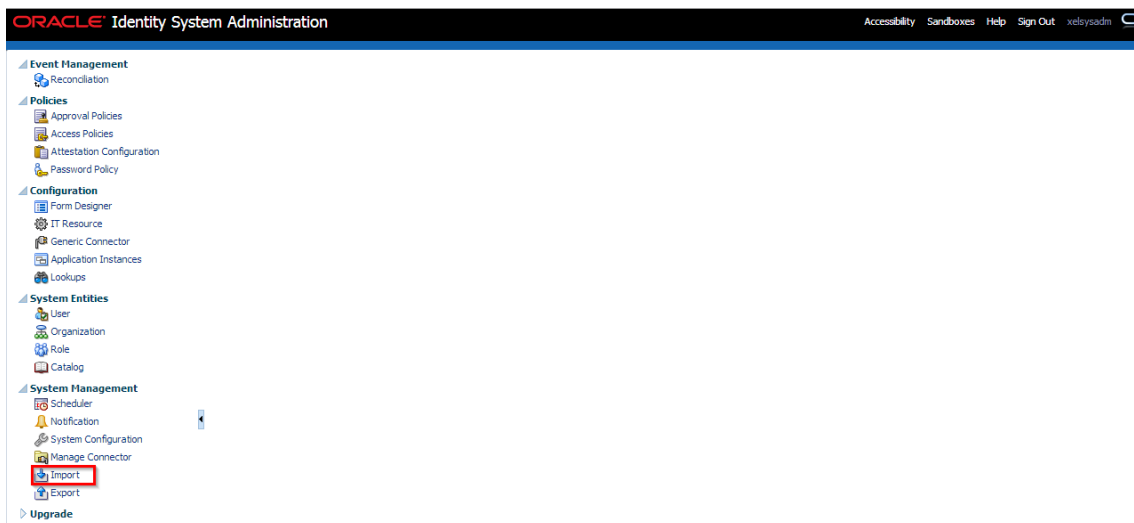 ORACLE Identity System Administration
Accessibility Sandboxes Help Sign Out xelsysadm
Event Management
Reconciliation
Policies
Approval Policies
Access Policies
Attestation Configuration
Password Policy
Configuration
Form Designer
IT Resource
Generic Connector
Application Instances
Lookups
System Entities
User
Organization
Role
Catalog
System Management
Scheduler
Notification
System Configuration
Manage Connector
Import
Export
Upgrade